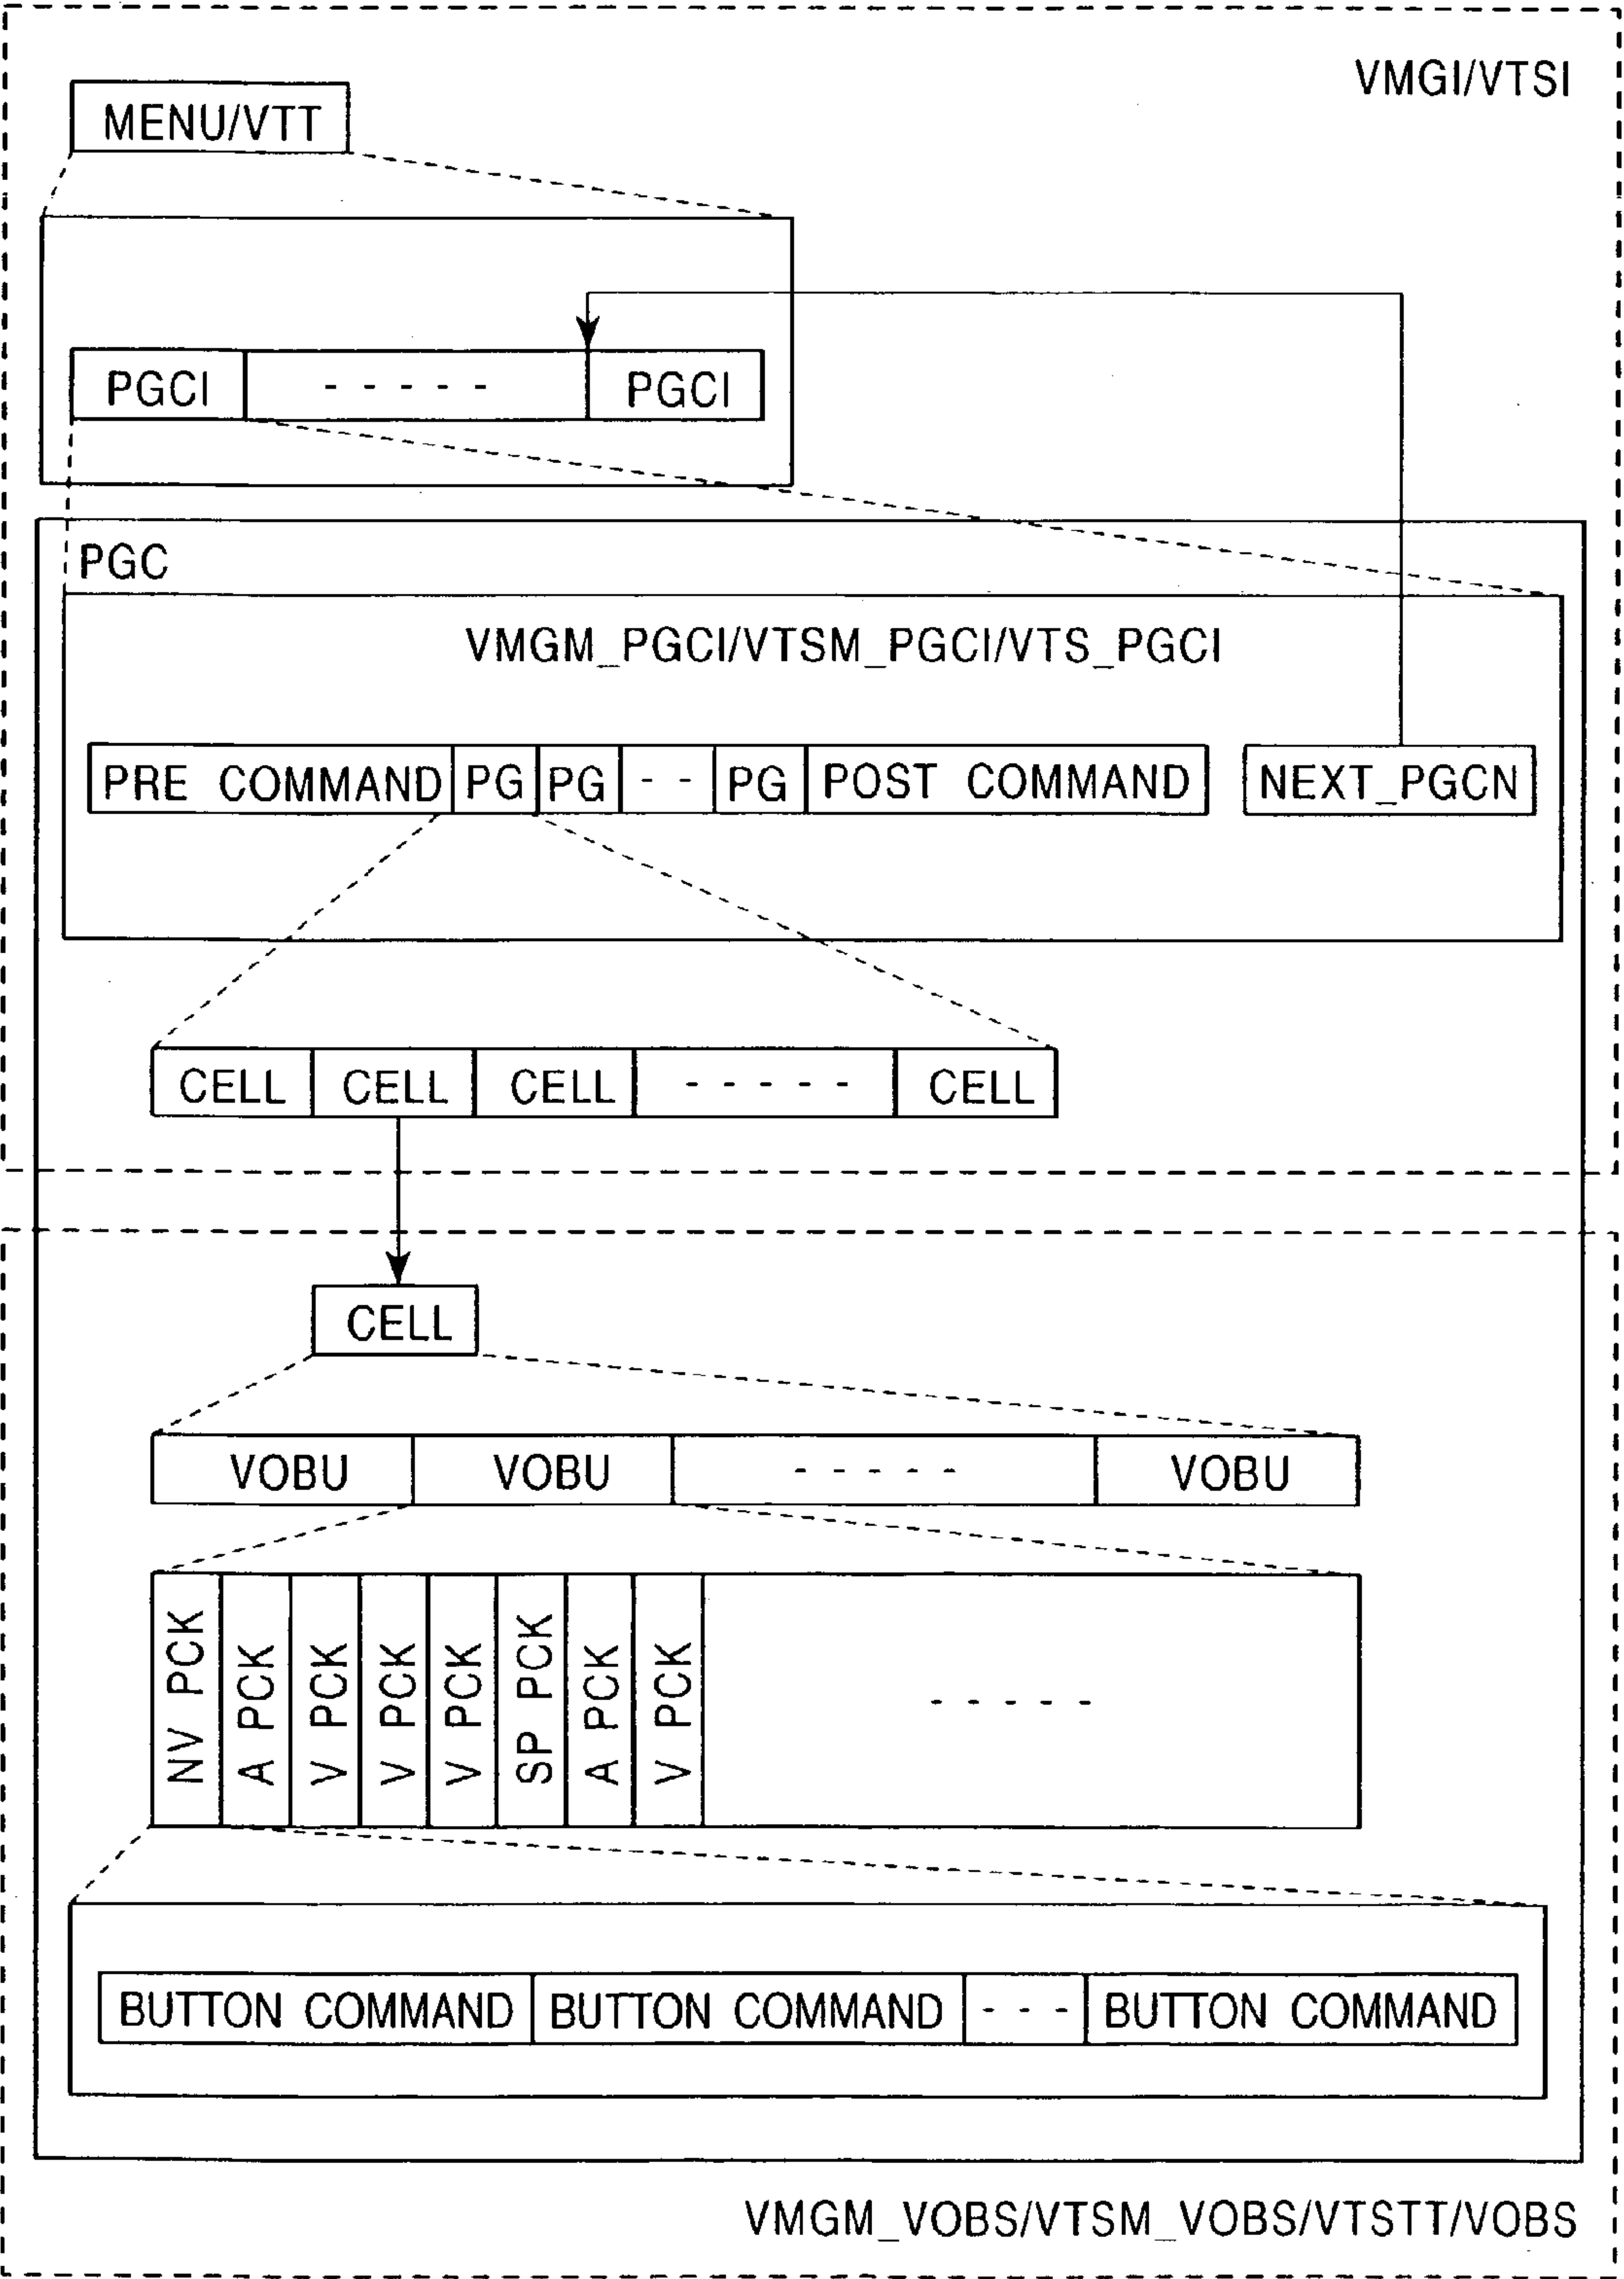 VMGI/VTSI
MENU/VTT
PGCI - - - - - PGCI
PGC
VMGM_PGCI/VTSM_PGCI/VTS_PGCI
PRE COMMAND PG PG - - PG POST COMMAND NEXT_PGCN
CELL CELL CELL - - - - - CELL
CELL
VOBU VOBU - - - - - VOBU
NV PCK A PCK V PCK V PCK V PCK SP PCK A PCK V PCK - - - - -
BUTTON COMMAND BUTTON COMMAND - - - BUTTON COMMAND
VMGM_VOBS/VTSM_VOBS/VTSTT/VOBS